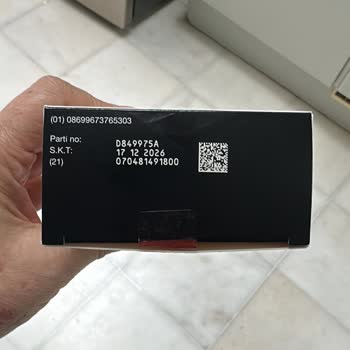 (01) 08699673765303
Parti no: D849975A
S.K.T: 17 12 2026
(21) 070481491800